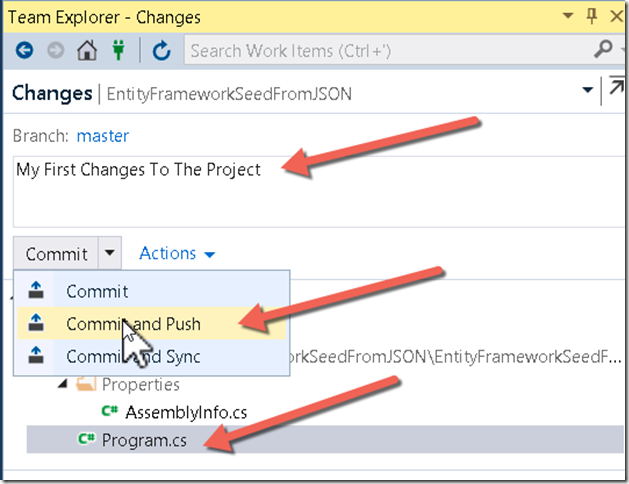 Team Explorer - Changes
Search Work Items (Ctrl+')
Changes | EntityFrameworkSeedFromJSON
Branch: master
My First Changes To The Project
Commit Actions
Commit
Commit and Push
Commit and Sync
rkSeedFromJSON\EntityFrameworkSeedF...
Properties
C# AssemblyInfo.cs
C# Program.cs